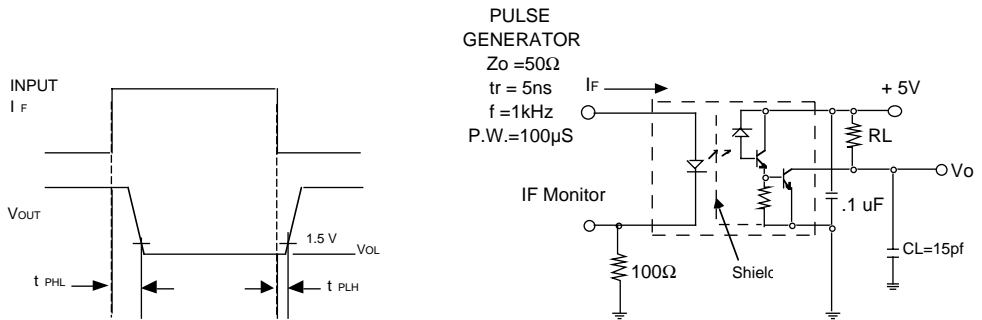 PULSE
GENERATOR
Zo =50Ω
tr = 5ns
f =1kHz
P.W.=100µS
INPUT
I F
VOUT
1.5 V
VOL
t PHL
t PLH
IF
+ 5V
RL
Vo
IF Monitor
.1 uF
CL=15pf
100Ω
Shielc